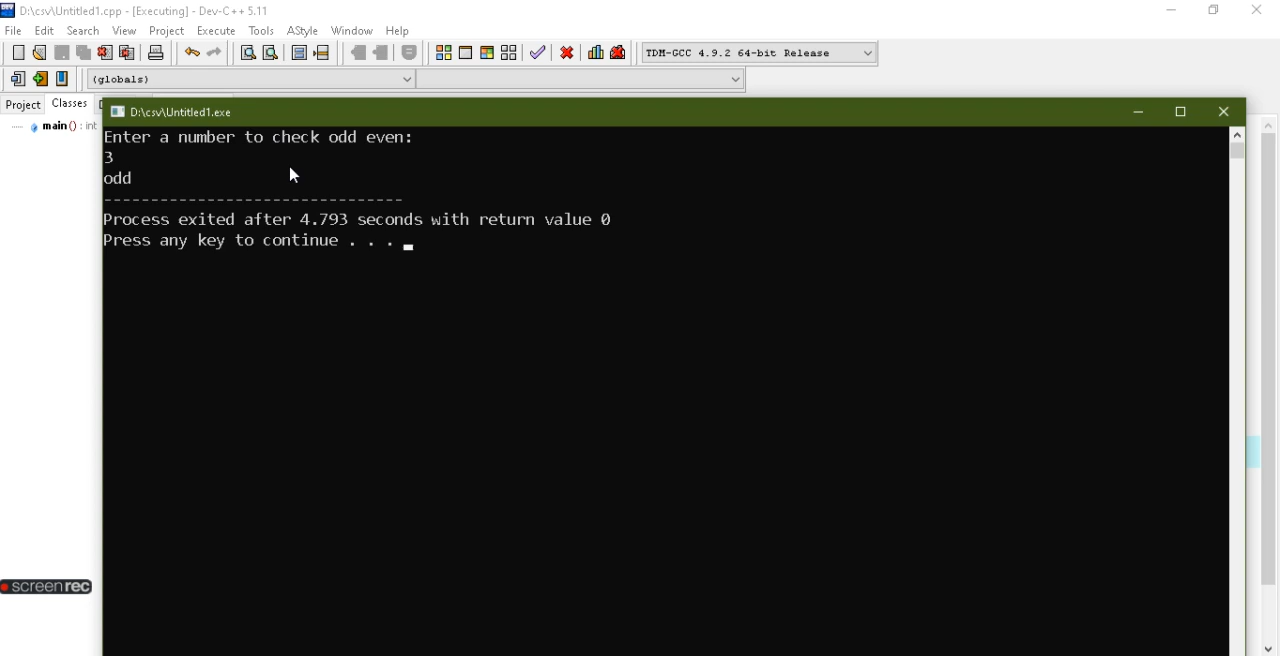 D:\csv\Untitled1.cpp - [Executing] - Dev-C++ 5.11
File Edit Search View Project Execute Tools AStyle Window Help
TDM-GCC 4.9.2 64-bit Release
(globals)
Project Classes
main() : int
D:\csv\Untitled1.exe
Enter a number to check odd even:
3
odd
--------------------------------
Process exited after 4.793 seconds with return value 0
Press any key to continue . . .
screenrec